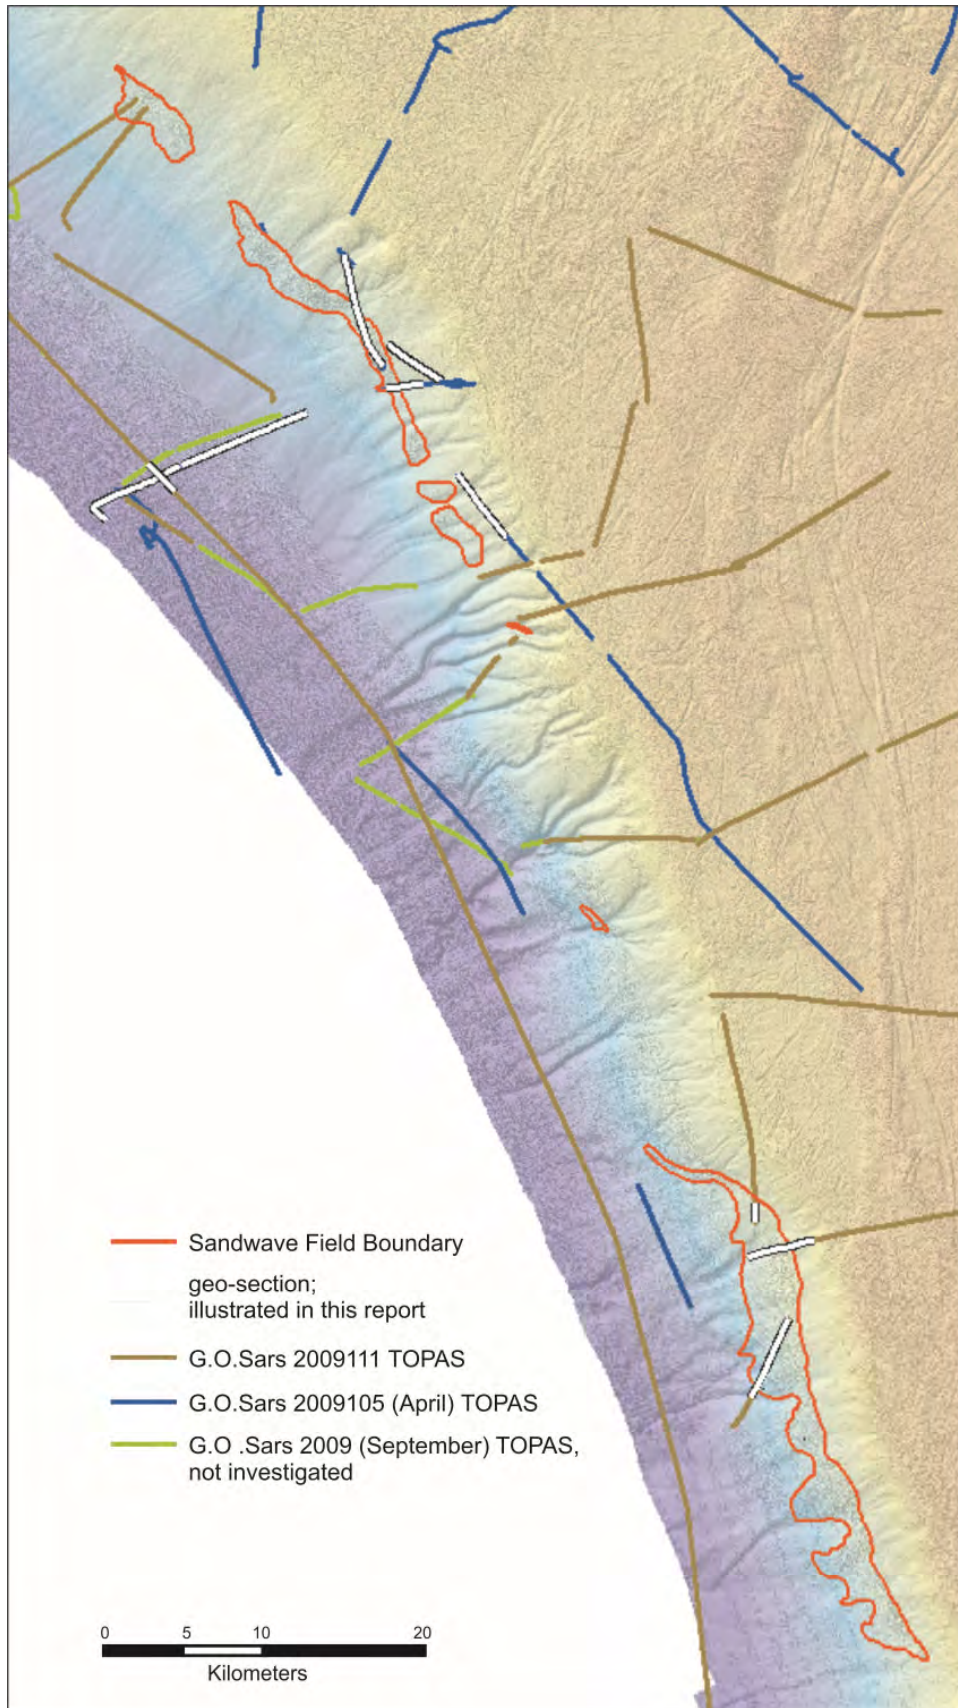 Sandwave Field Boundary
geo-section;
illustrated in this report
G.O.Sars 2009111 TOPAS
G.O.Sars 2009105 (April) TOPAS
G.O .Sars 2009 (September) TOPAS,
not investigated
0 5 10 20
Kilometers